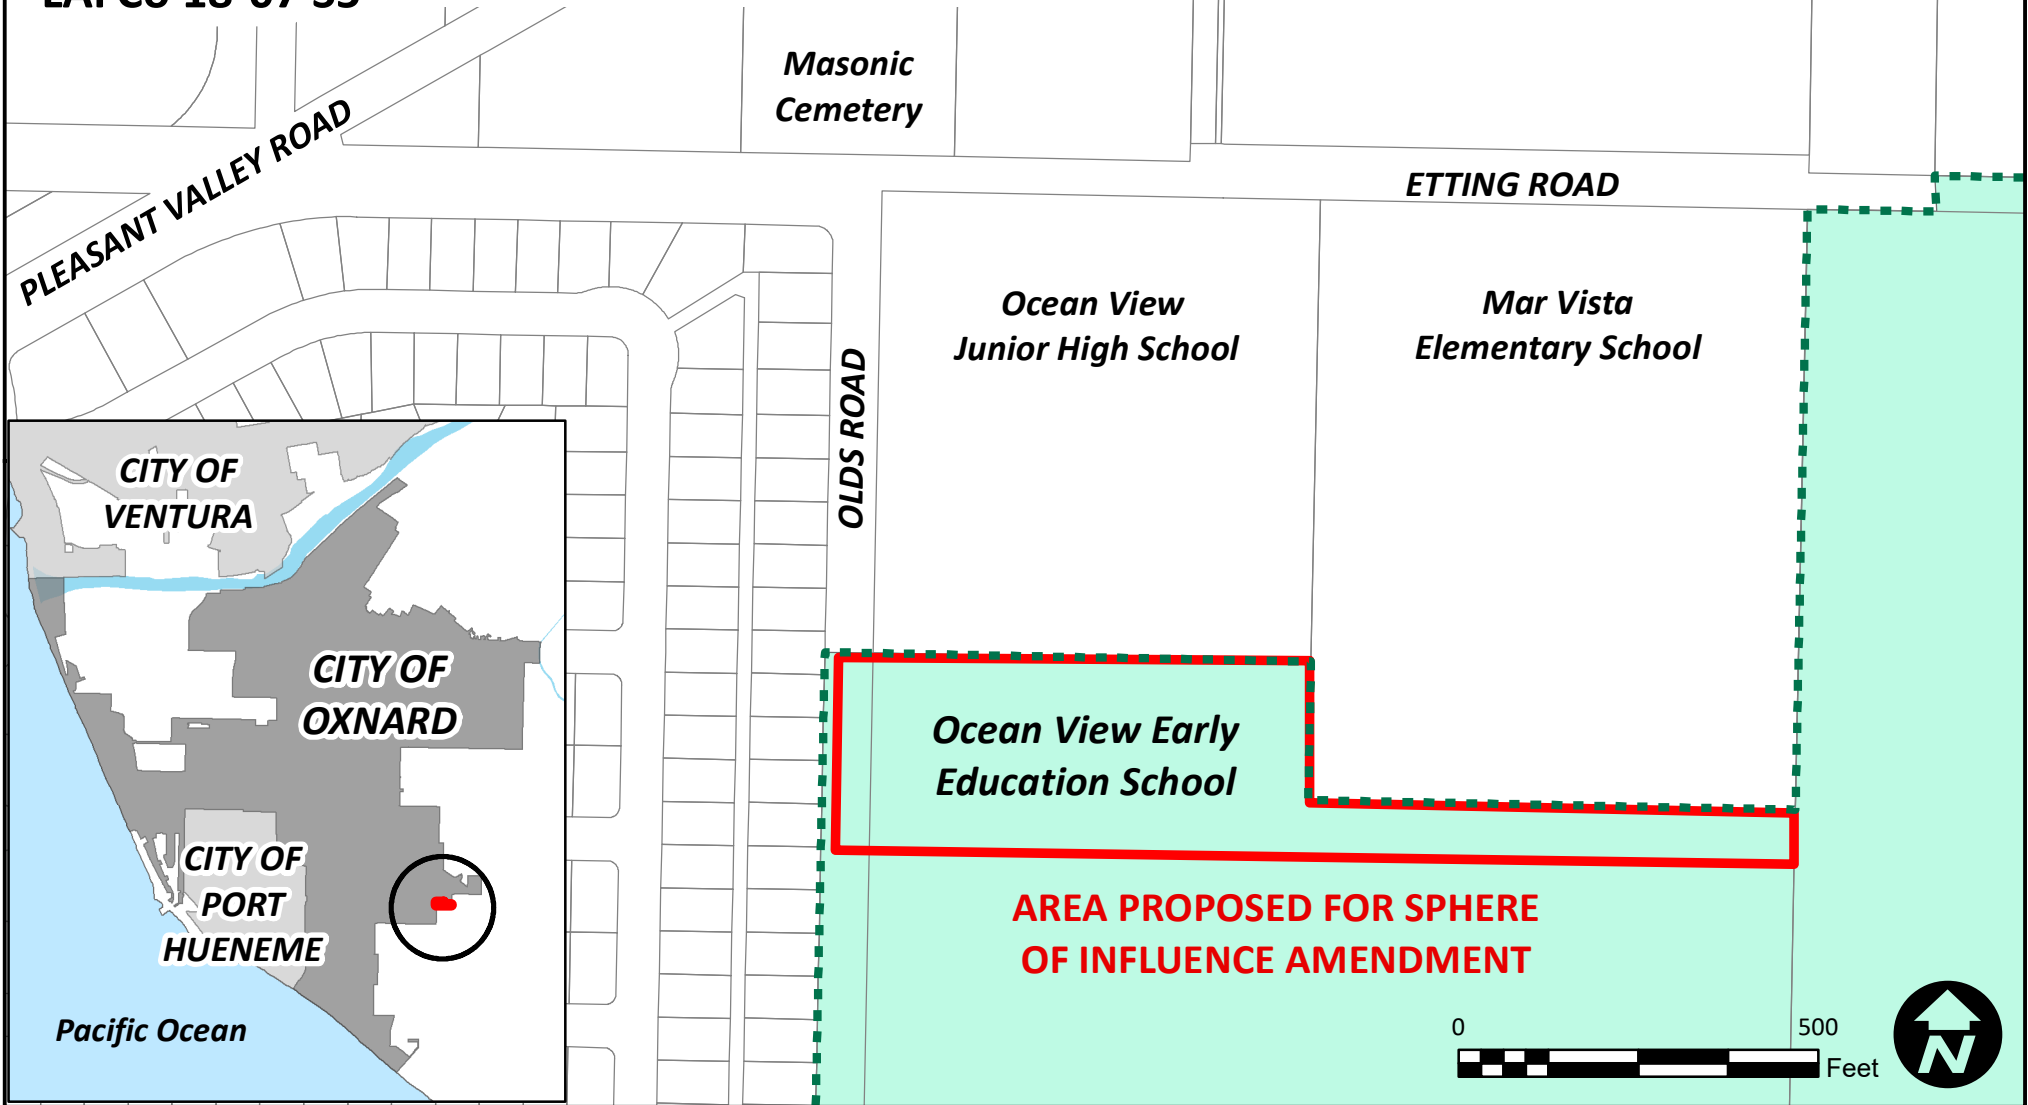 Masonic
Cemetery
PLEASANT VALLEY ROAD
ETTING ROAD
Ocean View
Junior High School
Mar Vista
Elementary School
OLDS ROAD
CITY OF
VENTURA
CITY OF
OXNARD
CITY OF
PORT
HUENEME
Pacific Ocean
Ocean View Early
Education School
AREA PROPOSED FOR SPHERE
OF INFLUENCE AMENDMENT
0 500
Feet
N